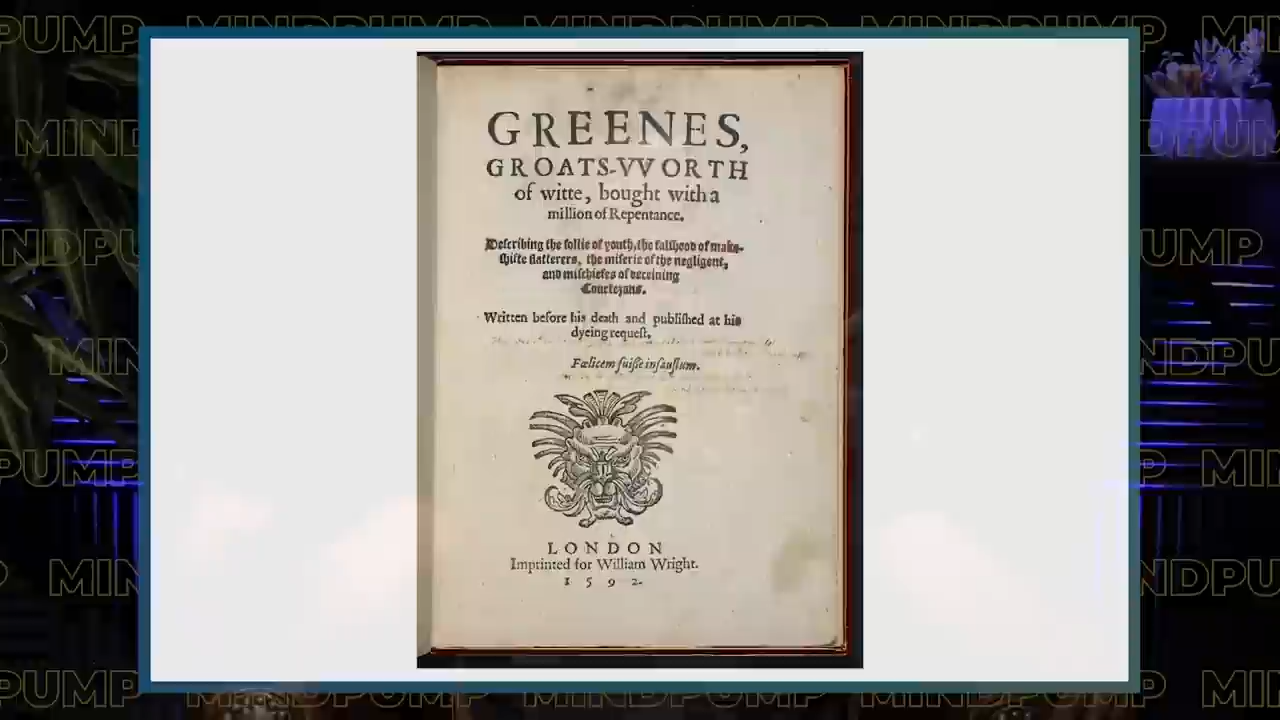 MINDPUMP
GREENES,
GROATS-VVORTH
of witte, bought with a
million of Repentance.
Describing the follie of youth, the falshood of make-
shifte flatterers, the miserie of the negligent,
and mischiefes of deceiuing
Courtezans.
Written before his death and published at his
dyeing request.
Fœlicem fuisse infaustum.
LONDON
Imprinted for William Wright.
1592.